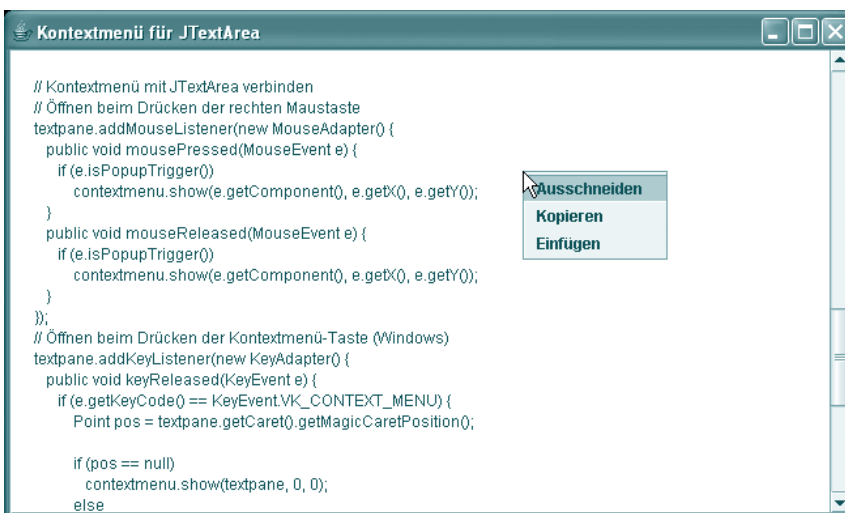 Kontextmenü für JTextArea
// Kontextmenü mit JTextArea verbinden
// Öffnen beim Drücken der rechten Maustaste
textpane.addMouseListener(new MouseAdapter() {
public void mousePressed(MouseEvent e) {
if (e.isPopupTrigger())
contextmenu.show(e.getComponent(), e.getX(), e.getY());
}
public void mouseReleased(MouseEvent e) {
if (e.isPopupTrigger())
contextmenu.show(e.getComponent(), e.getX(), e.getY());
}
});
// Öffnen beim Drücken der Kontextmenü-Taste (Windows)
textpane.addKeyListener(new KeyAdapter() {
public void keyReleased(KeyEvent e) {
if (e.getKeyCode() == KeyEvent.VK_CONTEXT_MENU) {
Point pos = textpane.getCaret().getMagicCaretPosition();
if (pos == null)
contextmenu.show(textpane, 0, 0);
else
Ausschneiden
Kopieren
Einfügen